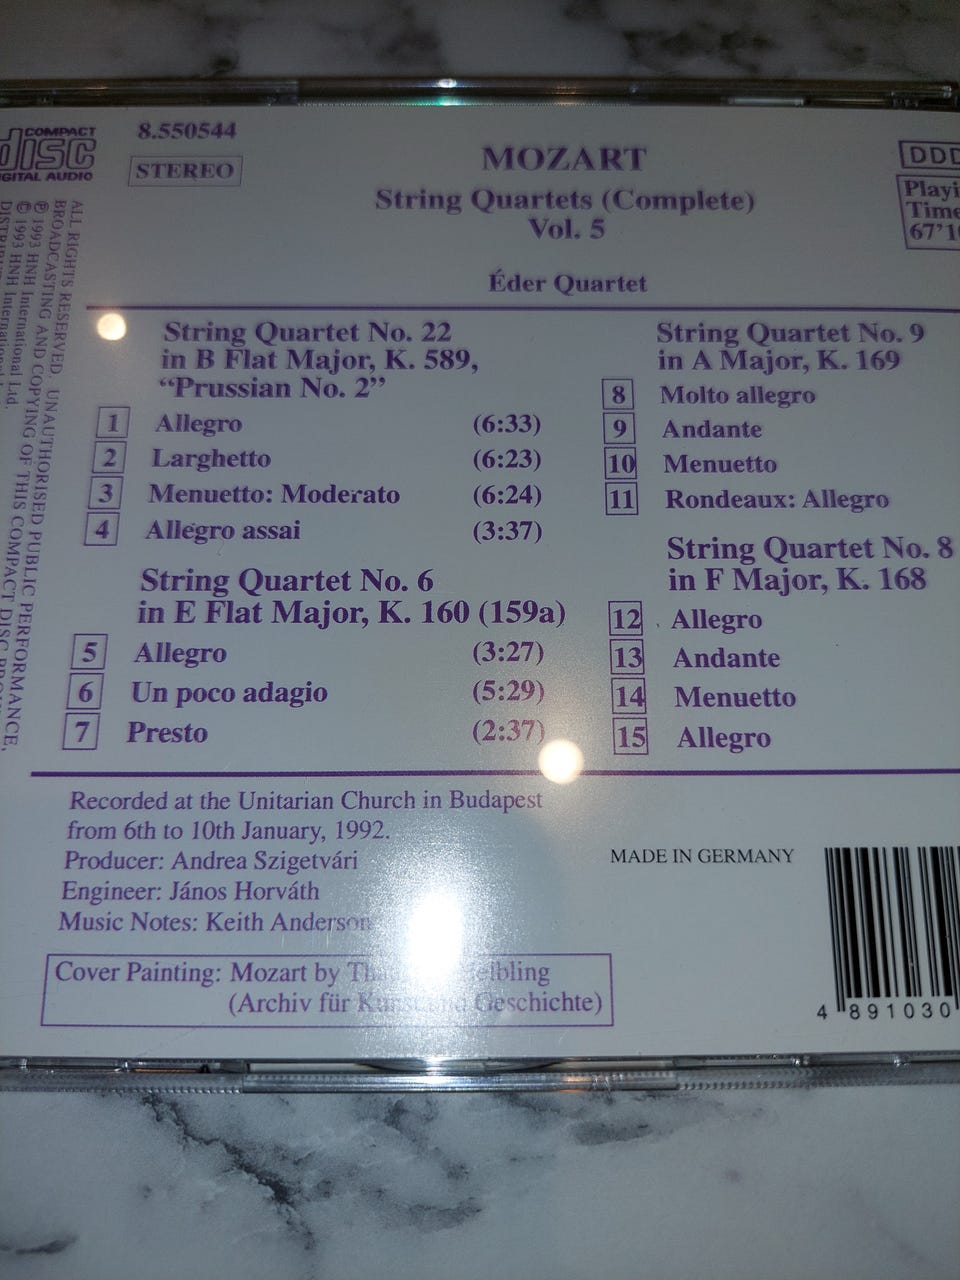 COMPACT
disc
DIGITAL AUDIO
8.550544
STEREO
MOZART
String Quartets (Complete)
Vol. 5
Éder Quartet
DDD
Time
ALL RIGHTS RESERVED. UNAUTHORISED PUBLIC PERFORMANCE,
BROADCASTING AND COPYING OF THIS COMPACT DISC
℗ 1993 HNH International Ltd.
© 1993 HNH International Ltd.
String Quartet No. 22
in B Flat Major, K. 589,
“Prussian No. 2”
1 Allegro (6:33)
2 Larghetto (6:23)
3 Menuetto: Moderato (6:24)
4 Allegro assai (3:37)
String Quartet No. 6
in E Flat Major, K. 160 (159a)
5 Allegro (3:27)
6 Un poco adagio (5:29)
7 Presto (2:37)
String Quartet No. 9
in A Major, K. 169
8 Molto allegro
9 Andante
10 Menuetto
11 Rondeaux: Allegro
String Quartet No. 8
in F Major, K. 168
12 Allegro
13 Andante
14 Menuetto
15 Allegro
Recorded at the Unitarian Church in Budapest
from 6th to 10th January, 1992.
Producer: Andrea Szigetvári
Engineer: János Horváth
Music Notes: Keith Anderson
Cover Painting: Mozart by
(Archiv für Kunst und Geschichte)
MADE IN GERMANY
4 891030